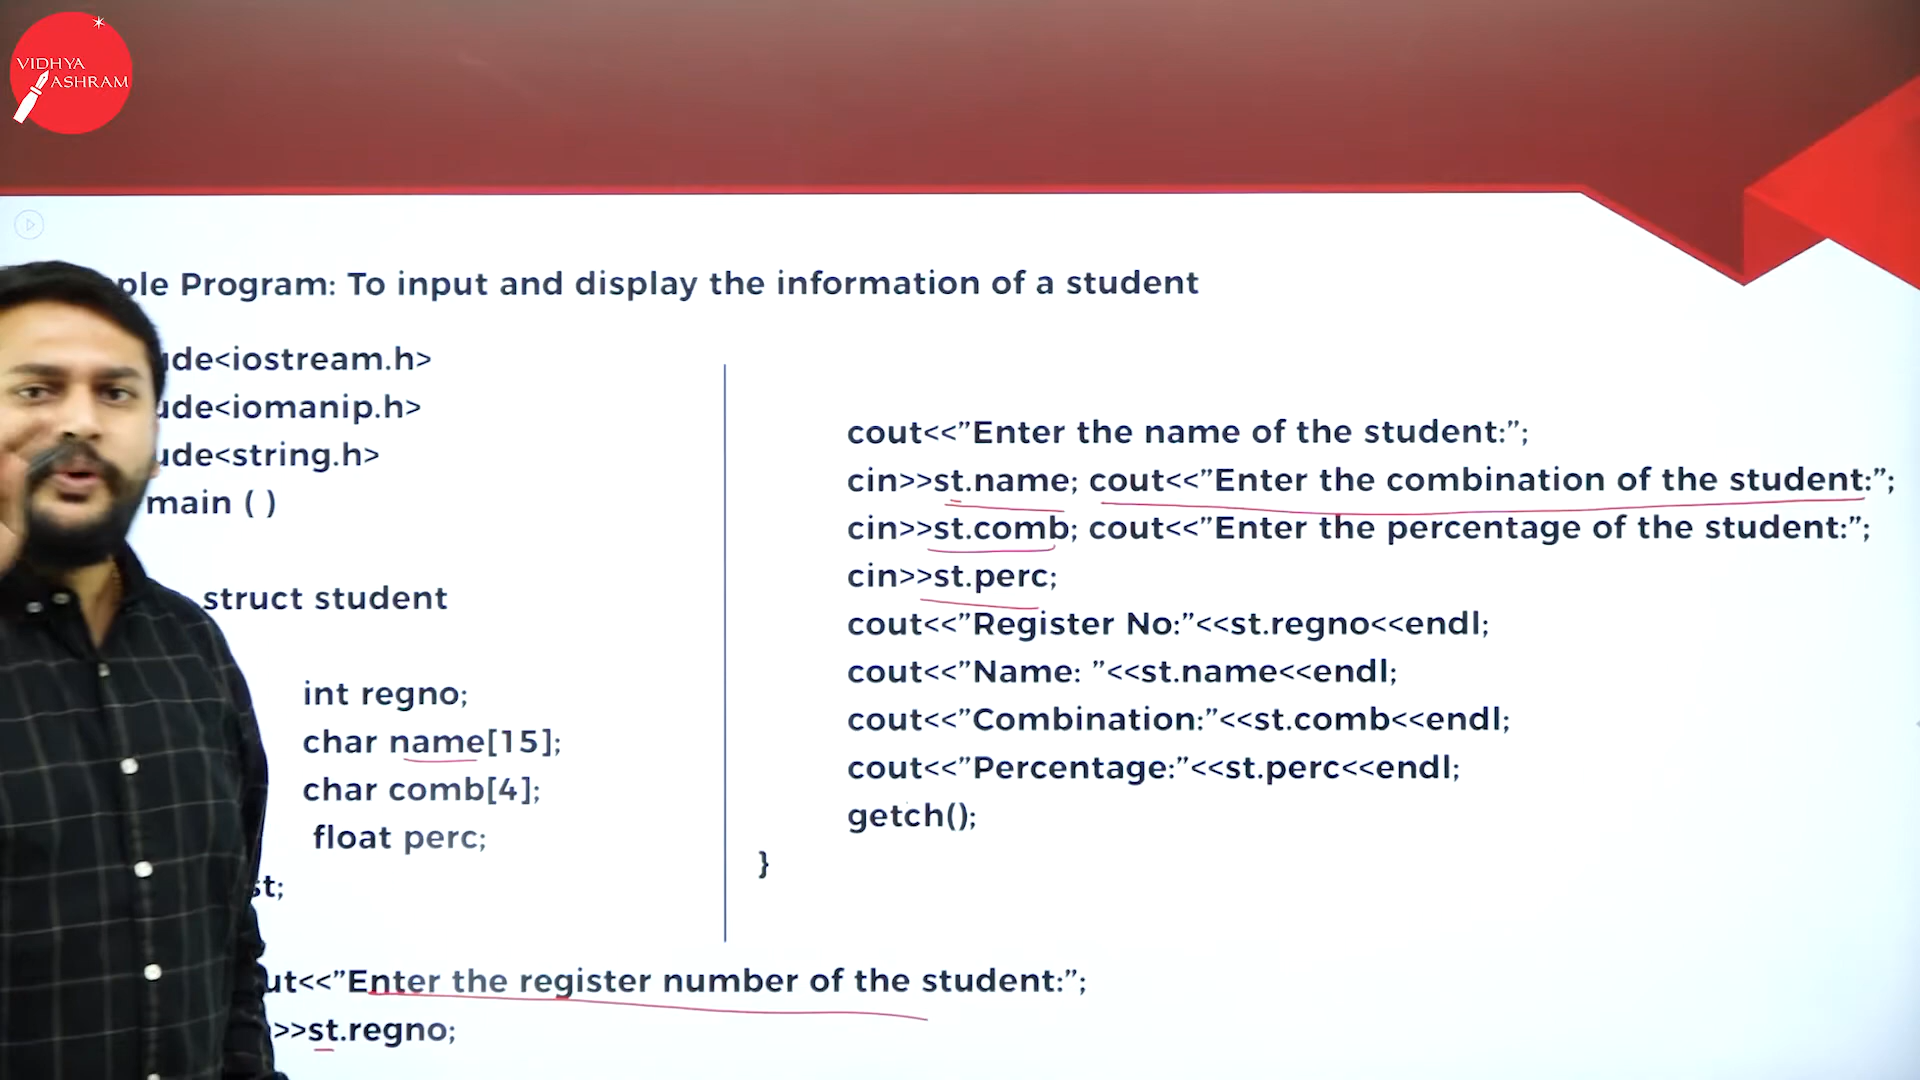 VIDHYA
ASHRAM
ple Program: To input and display the information of a student
ude<iostream.h>
ude<iomanip.h>
ude<string.h>
main ( )
struct student
int regno;
char name[15];
char comb[4];
float perc;
st;
ut<<”Enter the register number of the student:”;
>>st.regno;
cout<<”Enter the name of the student:”;
cin>>st.name; cout<<”Enter the combination of the student:”;
cin>>st.comb; cout<<”Enter the percentage of the student:”;
cin>>st.perc;
cout<<”Register No:”<<st.regno<<endl;
cout<<”Name: ”<<st.name<<endl;
cout<<”Combination:”<<st.comb<<endl;
cout<<”Percentage:”<<st.perc<<endl;
getch();
}